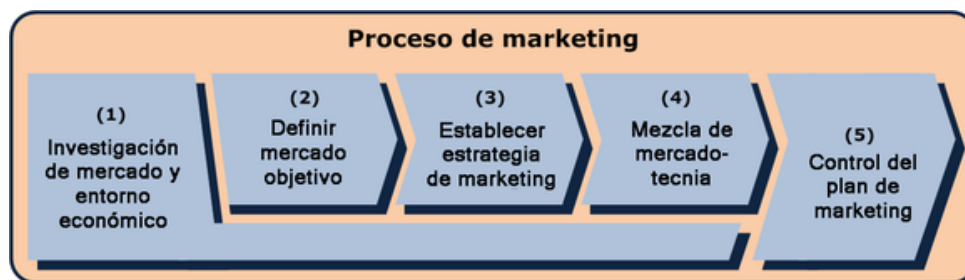 Proceso de marketing
(1)
Investigación
de mercado y
entorno
económico
(2)
Definir
mercado
objetivo
(3)
Establecer
estrategia
de marketing
(4)
Mezcla de
mercado-
tecnia
(5)
Control del
plan de
marketing